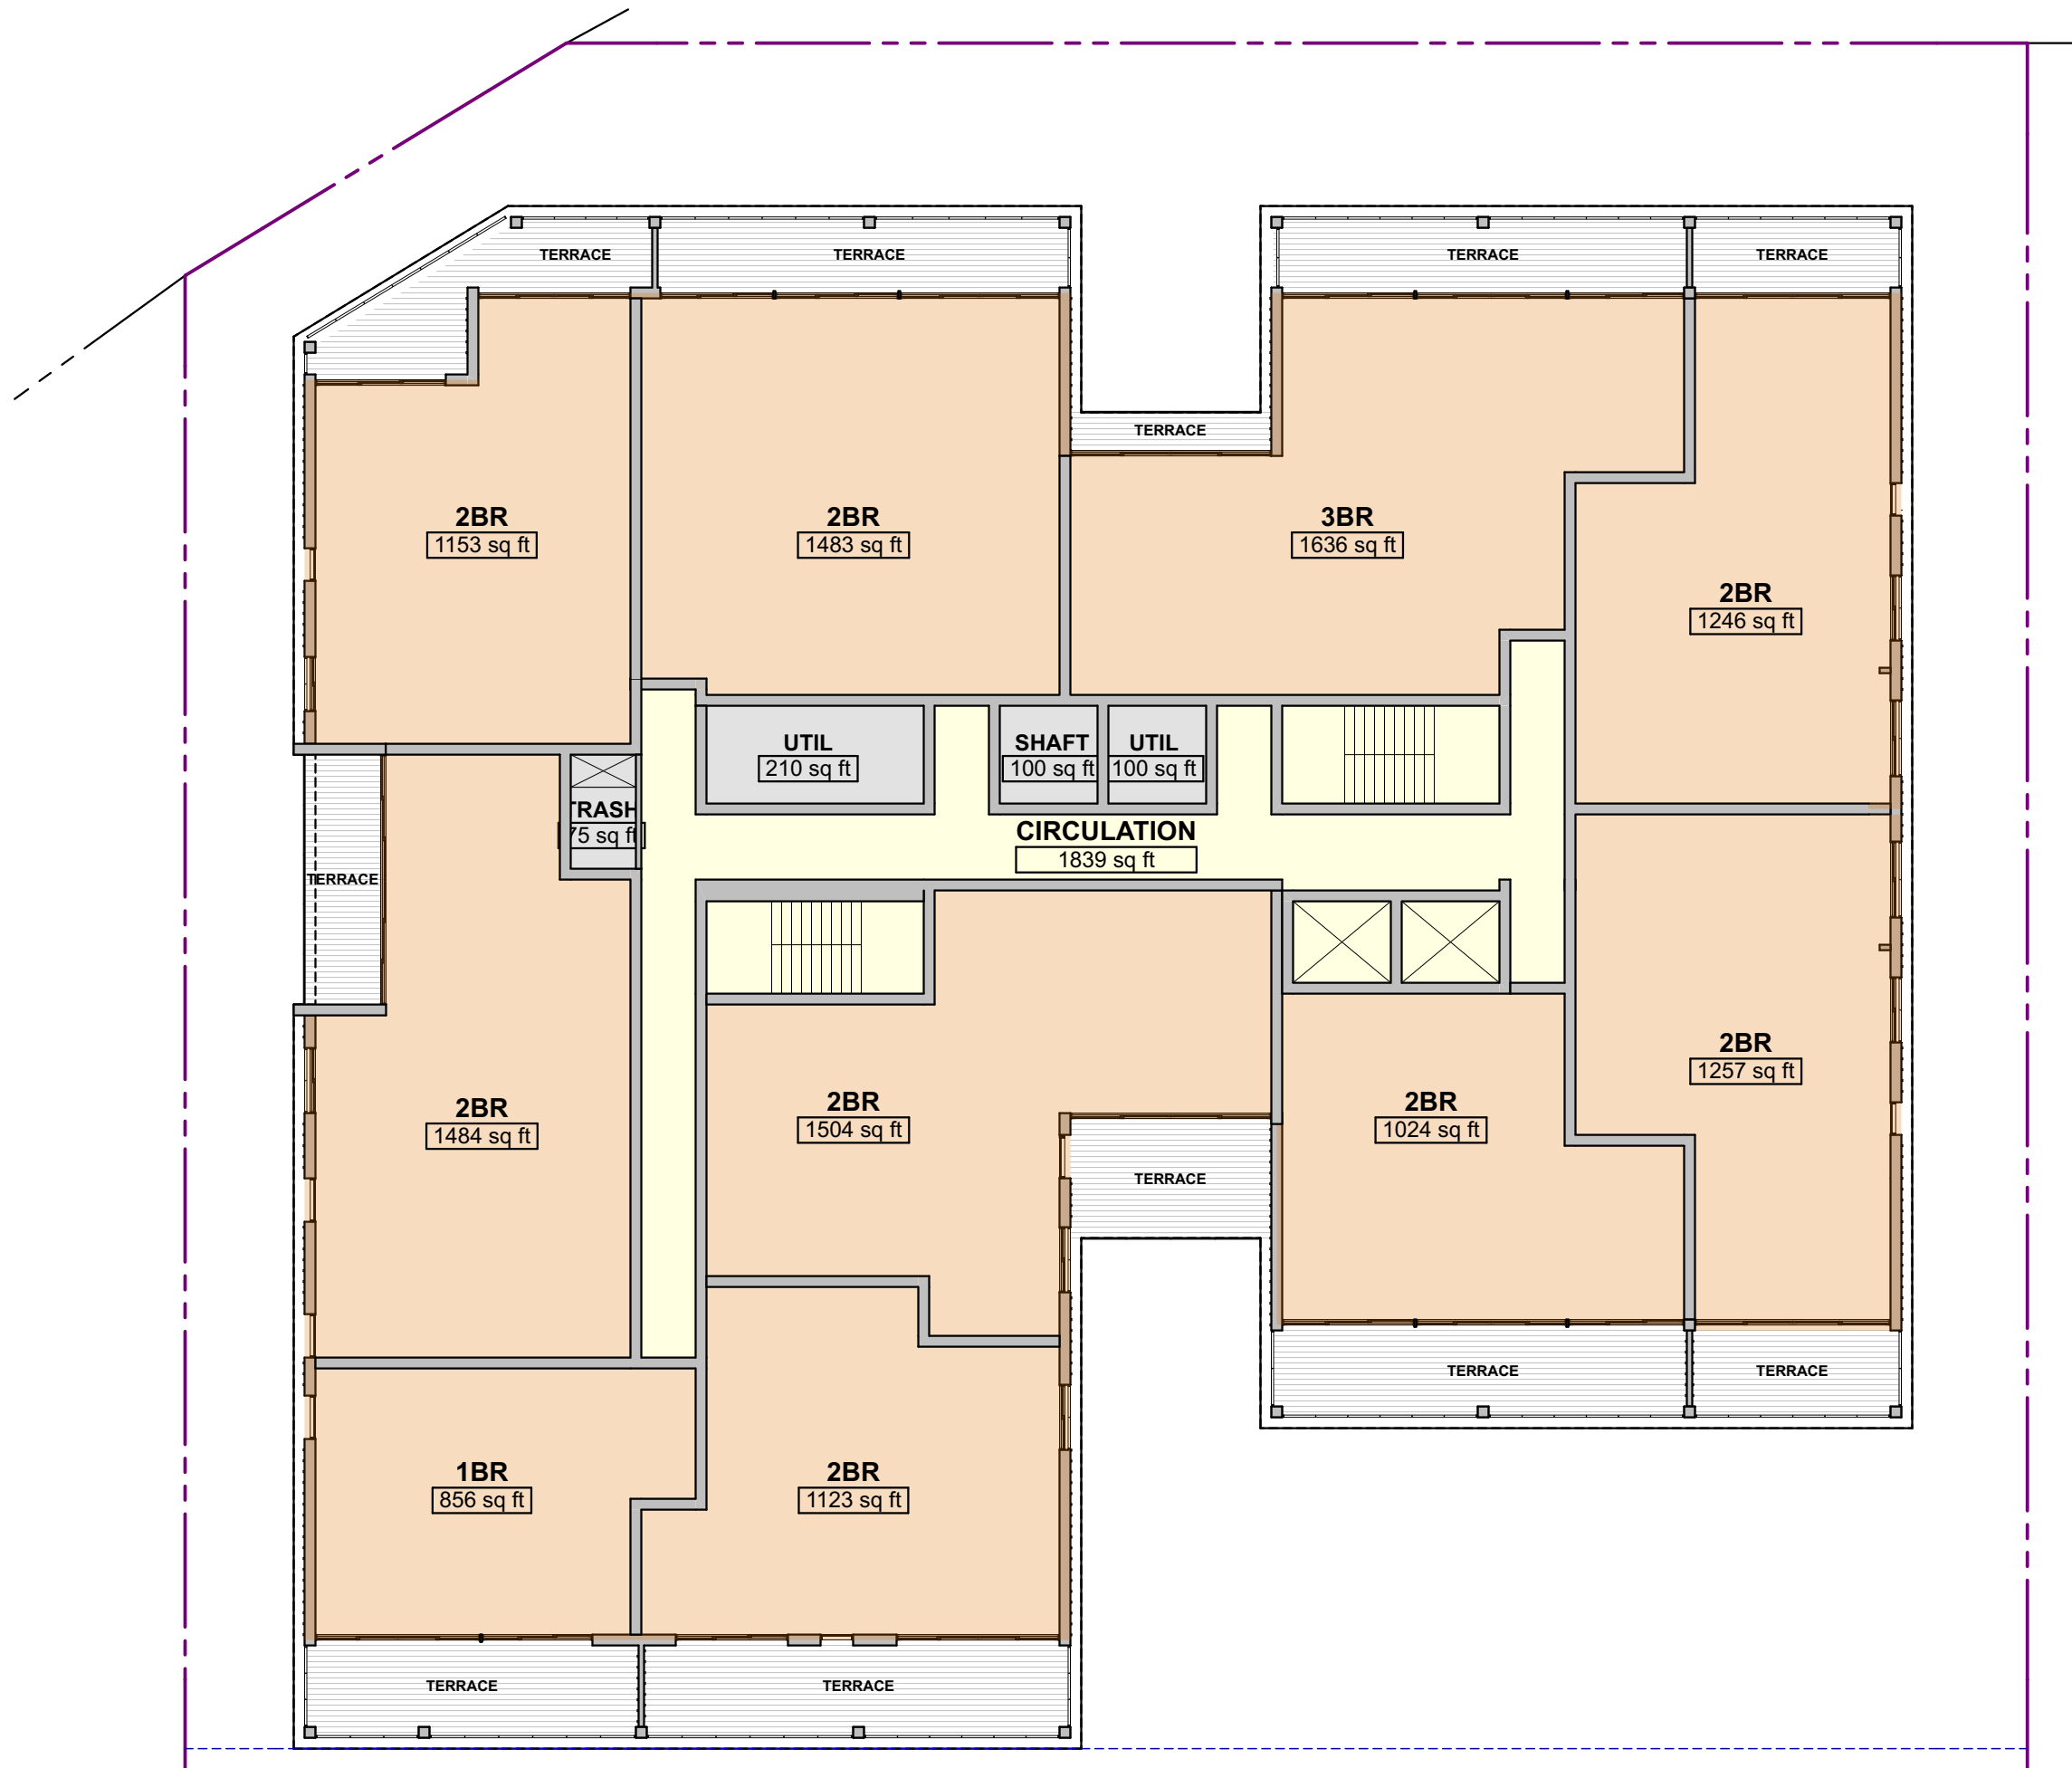 TERRACE
TERRACE
TERRACE
TERRACE
TERRACE
2BR
1153 sq ft
2BR
1483 sq ft
3BR
1636 sq ft
2BR
1246 sq ft
UTIL
210 sq ft
SHAFT
100 sq ft
UTIL
100 sq ft
TRASH
75 sq ft
CIRCULATION
1839 sq ft
TERRACE
2BR
1257 sq ft
2BR
1484 sq ft
2BR
1504 sq ft
2BR
1024 sq ft
TERRACE
TERRACE
TERRACE
1BR
856 sq ft
2BR
1123 sq ft
TERRACE
TERRACE